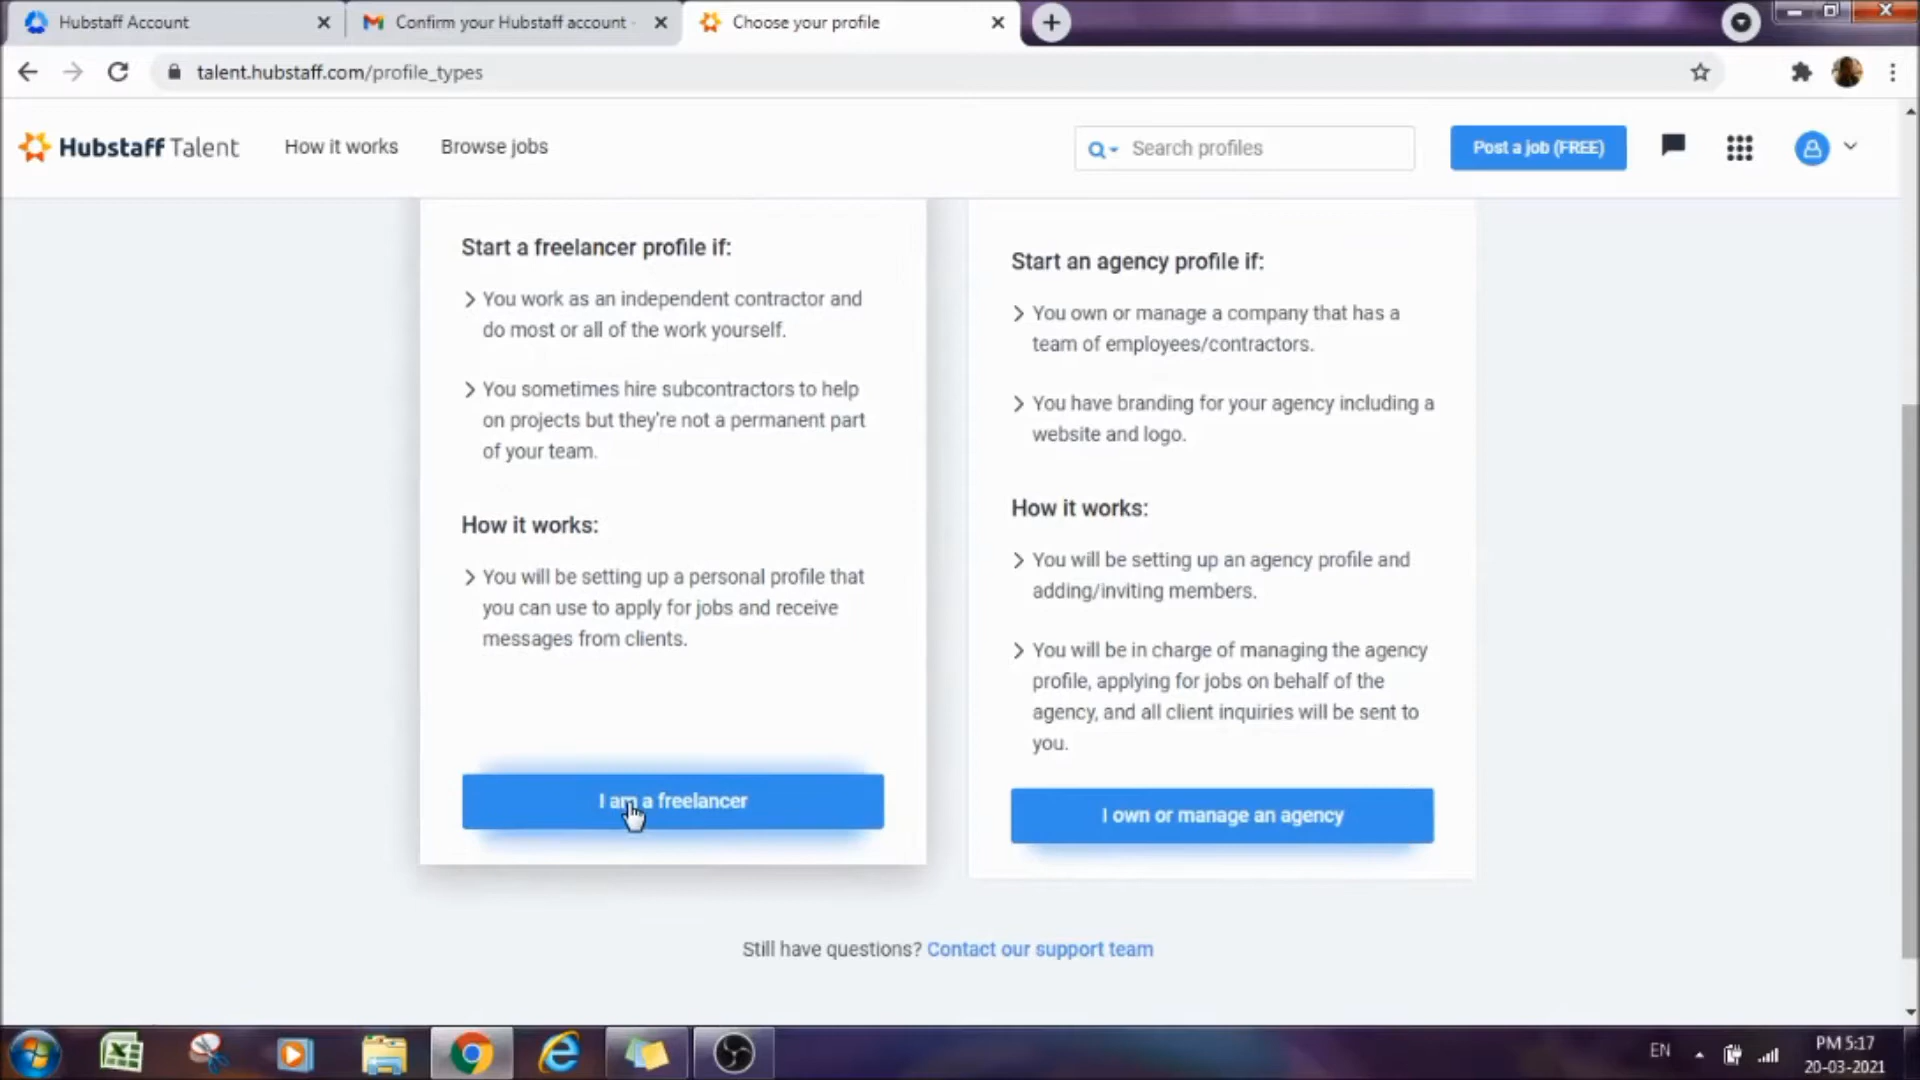 Hubstaff Account
Confirm your Hubstaff account -
Choose your profile
talent.hubstaff.com/profile_types
Hubstaff Talent
How it works
Browse jobs
Search profiles
Post a job (FREE)
Start a freelancer profile if:
You work as an independent contractor and
do most or all of the work yourself.
You sometimes hire subcontractors to help
on projects but they're not a permanent part
of your team.
How it works:
You will be setting up a personal profile that
you can use to apply for jobs and receive
messages from clients.
I am a freelancer
Start an agency profile if:
You own or manage a company that has a
team of employees/contractors.
You have branding for your agency including a
website and logo.
How it works:
You will be setting up an agency profile and
adding/inviting members.
You will be in charge of managing the agency
profile, applying for jobs on behalf of the
agency, and all client inquiries will be sent to
you.
I own or manage an agency
Still have questions? Contact our support team
EN
PM 5:17
20-03-2021